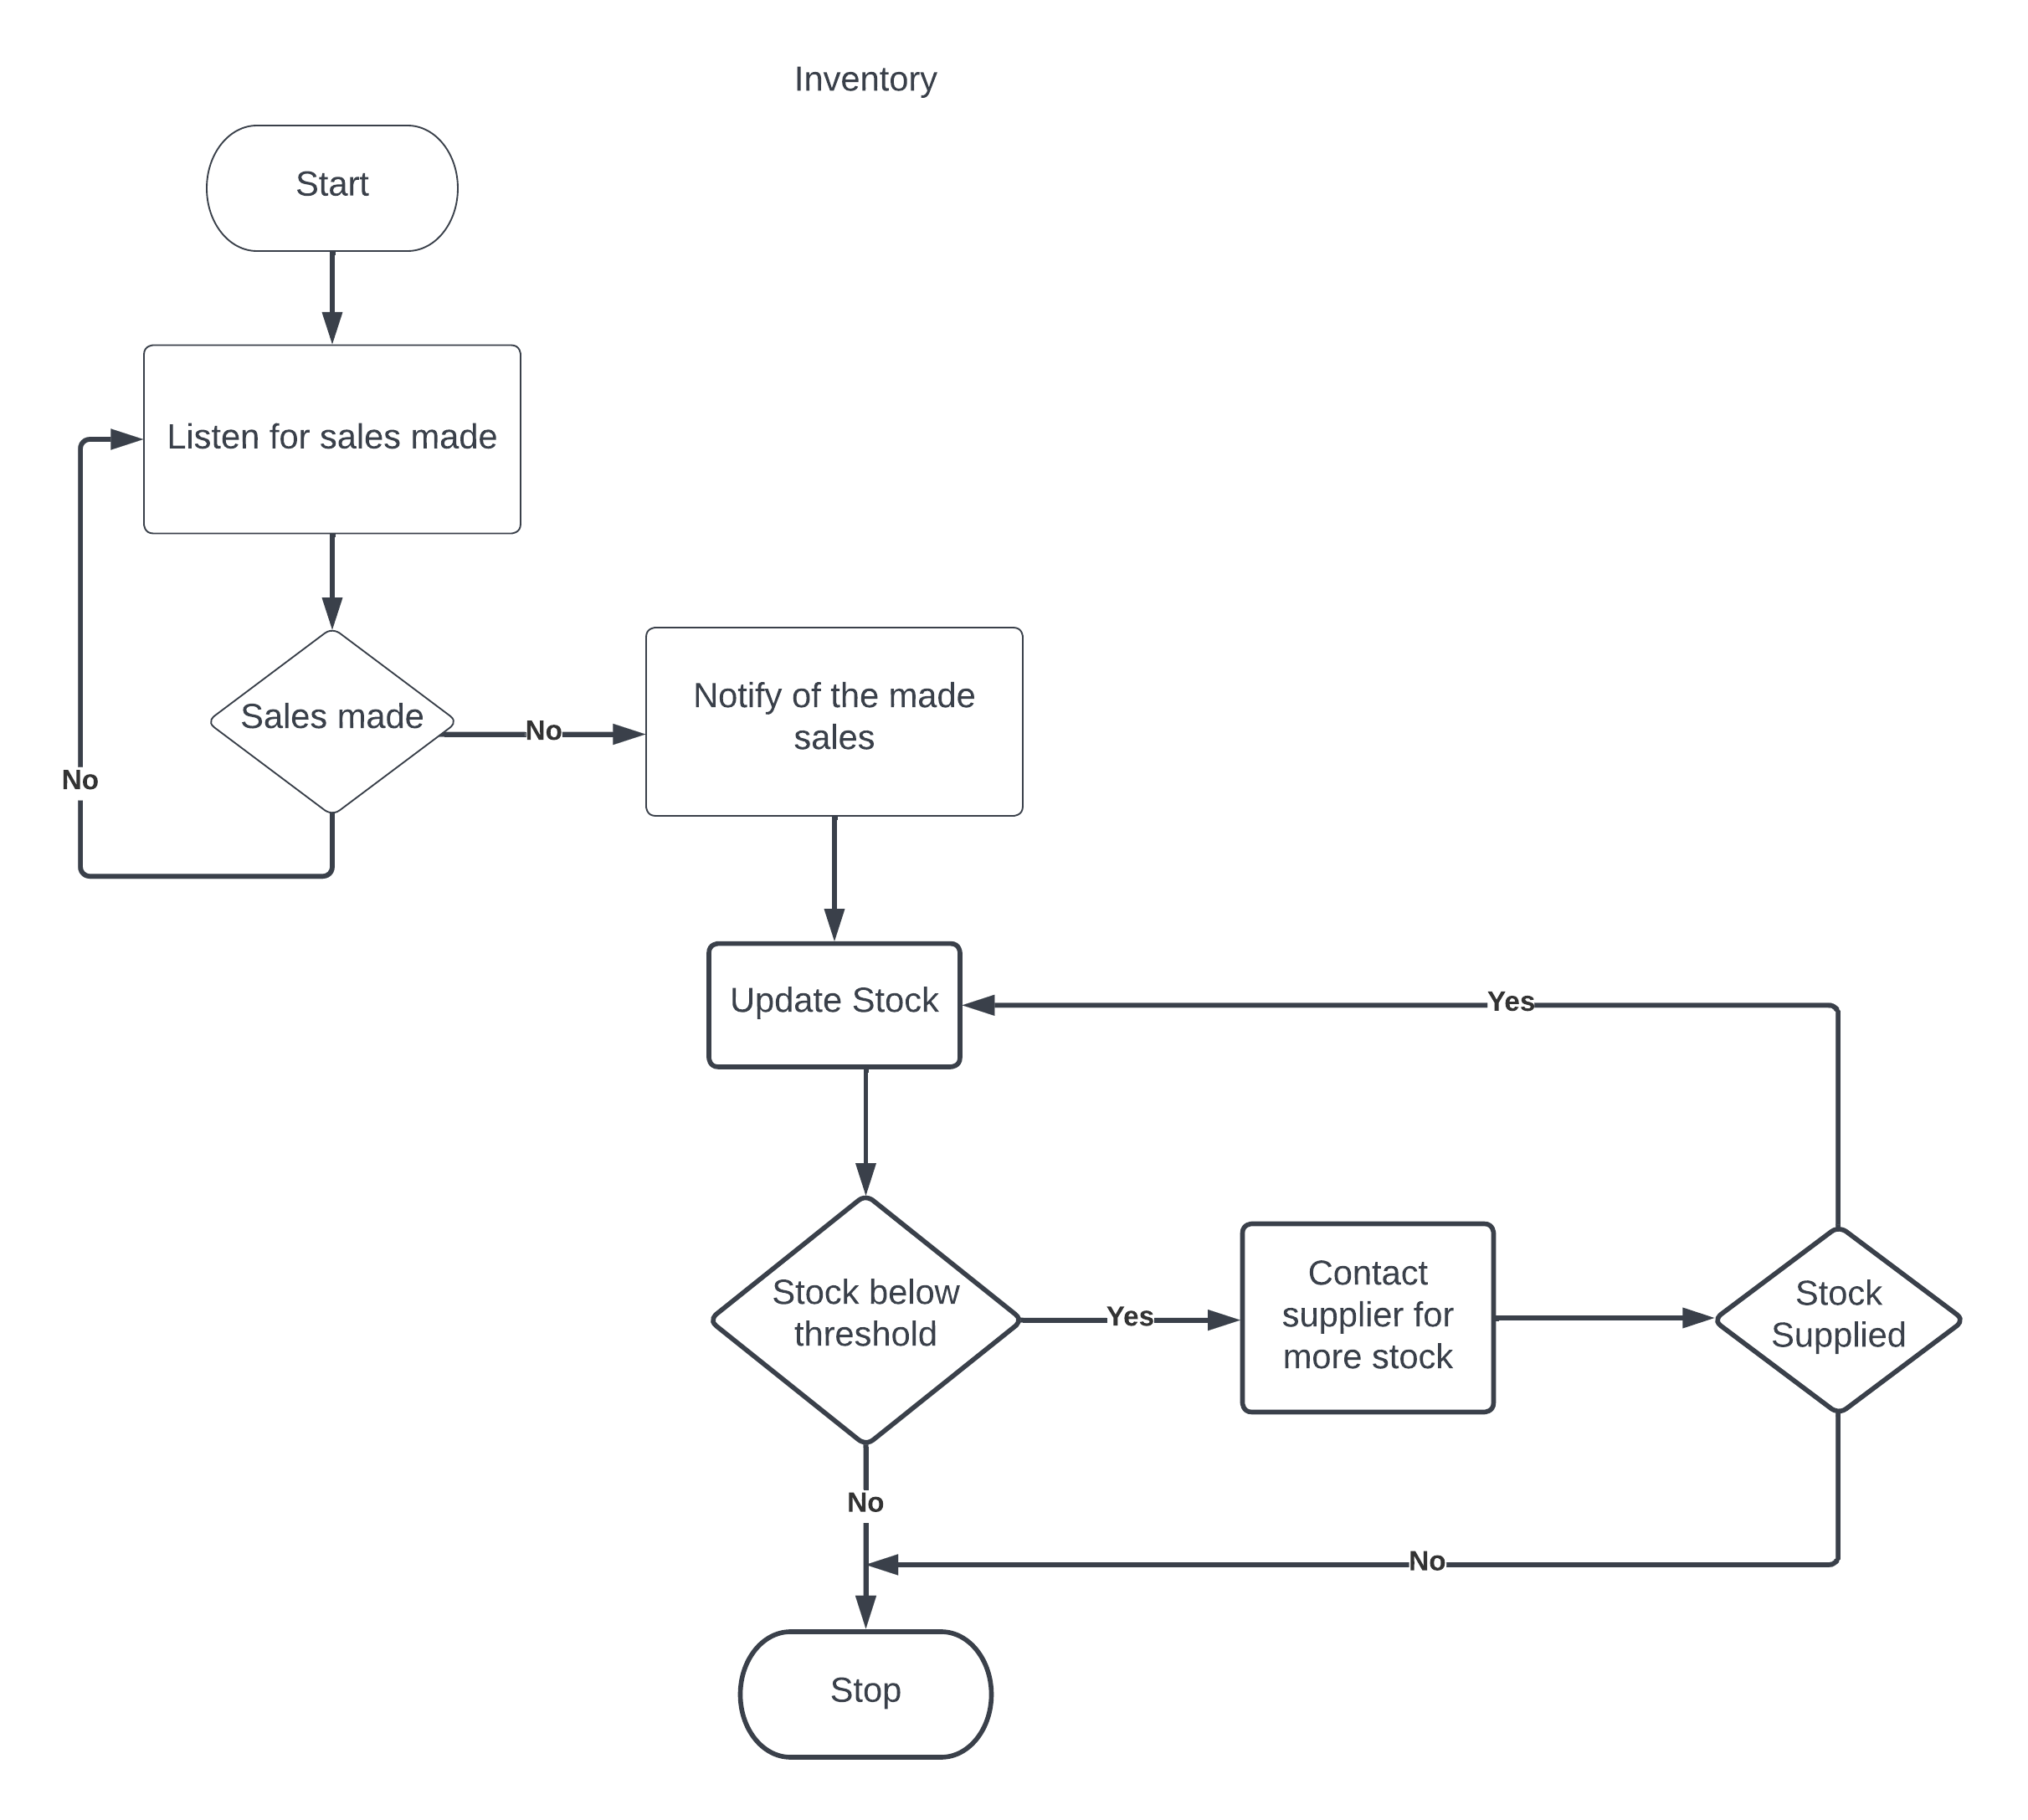 Inventory
Start
Listen for sales made
Sales made
No
No
Notify of the made
sales
Update Stock
Yes
Stock below
threshold
Yes
Contact
supplier for
more stock
Stock
Supplied
No
No
Stop